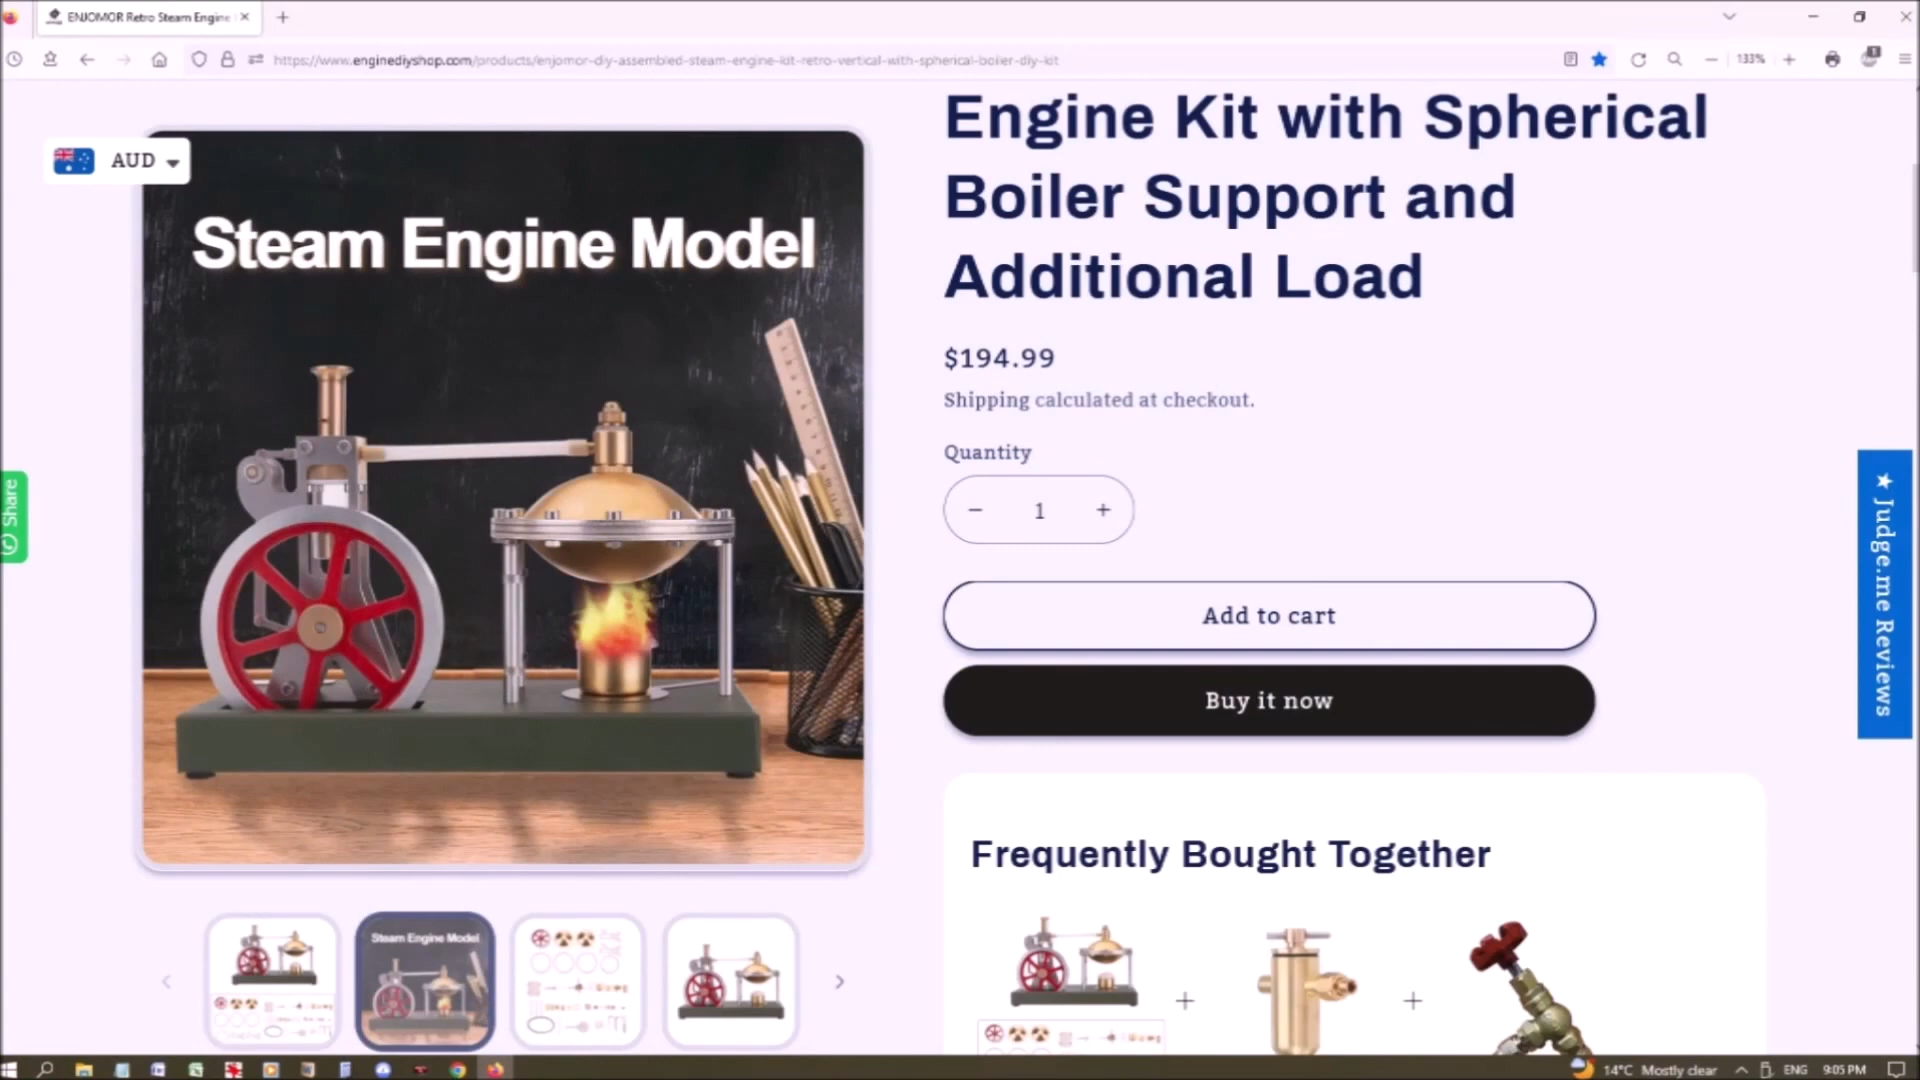 ENJOMOR Retro Steam Engine
https://www.enginediyshop.com/products/enjomor-diy-assembled-steam-engine-kit-retro-vertical-with-spherical-boiler-diy-kit
133%
1
AUD
Steam Engine Model
Share
Engine Kit with Spherical
Boiler Support and
Additional Load
$194.99
Shipping calculated at checkout.
Quantity
− 1 +
Add to cart
Buy it now
★ Judge.me Reviews
Frequently Bought Together
Steam Engine Model
+ +
14°C Mostly clear
ENG
9:05 PM